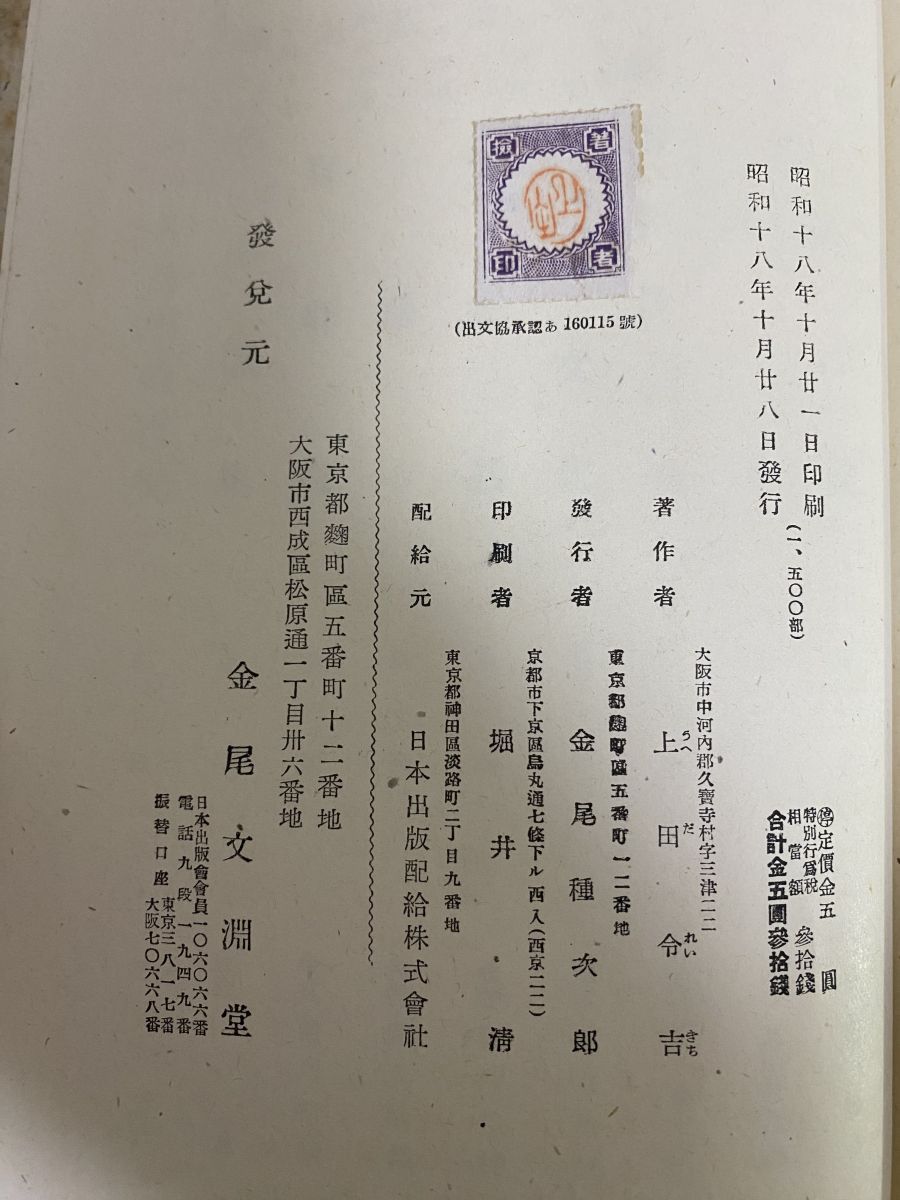 昭和十八年十月廿一日印刷
昭和十八年十月廿八日發行
(一、五〇〇部)
㊡定價金五圓
特別行爲稅相當額 參拾錢
合計金五圓參拾錢
著者
檢印
(出文協承認あ 160115 號)
著作者
大阪市中河內郡久寶寺村字三津二二
上田令吉
うへだれいきち
發行者
東京都麴町區五番町一二番地
金尾種次郎
印刷者
京都市下京區烏丸通七條下ル西入(西京一二)
堀井淸
配給元
東京都神田區淡路町二丁目九番地
日本出版配給株式會社
發兌元
東京都麴町區五番町十二番地
大阪市西成區松原通一丁目卅六番地
金尾文淵堂
日本出版會會員一〇六〇六六番
電話九段一九四九番
振替口座
東京三八一七番
大阪七〇六六八番